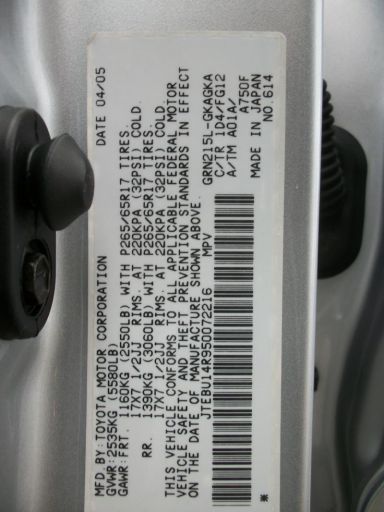 MFD.BY:TOYOTA MOTOR CORPORATION DATE 04/05
GVWR:2535KG (5580LB)
GAWR:FRT. 1160KG (2550LB) WITH P265/65R17 TIRES.
17X7 1/2JJ RIMS. AT 220KPA (32PSI) COLD.
RR. 1390KG (3060LB) WITH P265/65R17 TIRES.
17X7 1/2JJ RIMS. AT 220KPA (32PSI) COLD.
THIS VEHICLE CONFORMS TO ALL APPLICABLE FEDERAL MOTOR
VEHICLE SAFETY AND THEFT PREVENTION STANDARDS IN EFFECT
ON THE DATE OF MANUFACTURE SHOWN ABOVE.
JTEBU14R950072216 MPV GRN215L-GKAGKA
C/TR 1D4/FG12
A/TM A01A/ A750F
MADE IN JAPAN
* NO.614